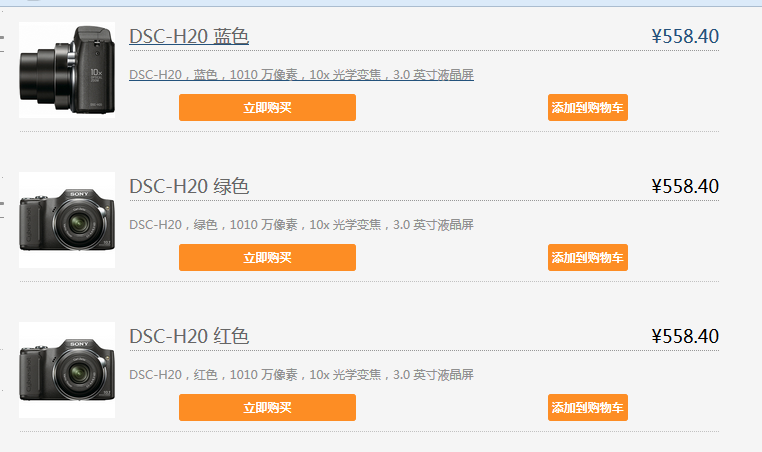 DSC-H20 蓝色
¥558.40
DSC-H20，蓝色，1010 万像素，10x 光学变焦，3.0 英寸液晶屏
立即购买
添加到购物车
DSC-H20 绿色
¥558.40
DSC-H20，绿色，1010 万像素，10x 光学变焦，3.0 英寸液晶屏
立即购买
添加到购物车
DSC-H20 红色
¥558.40
DSC-H20，红色，1010 万像素，10x 光学变焦，3.0 英寸液晶屏
立即购买
添加到购物车
10x
SONY
SONY